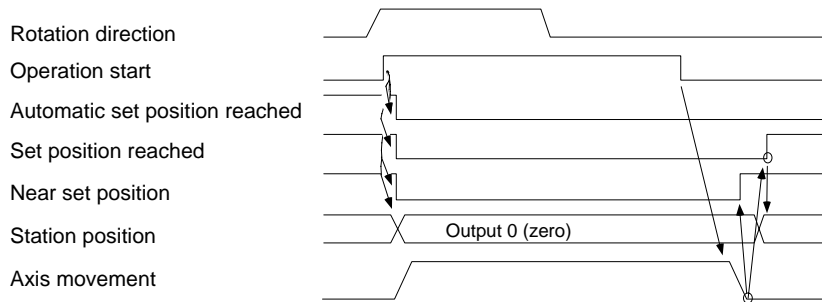 Rotation direction
Operation start
Automatic set position reached
Set position reached
Near set position
Station position
Output 0 (zero)
Axis movement